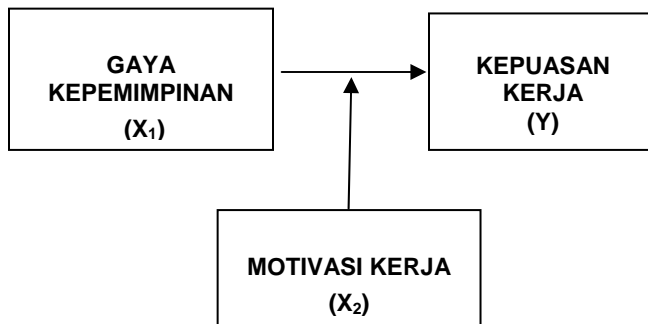 GAYA
KEPEMIMPINAN
(X₁)
KEPUASAN
KERJA
(Y)
MOTIVASI KERJA
(X₂)